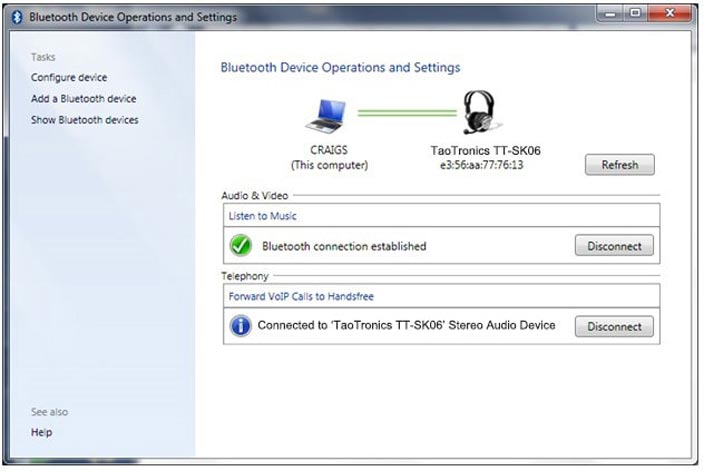 Bluetooth Device Operations and Settings
Tasks
Configure device
Add a Bluetooth device
Show Bluetooth devices
See also
Help
Bluetooth Device Operations and Settings
CRAIGS
(This computer)
TaoTronics TT-SK06
e3:56:aa:77:76:13
Refresh
Audio & Video
Listen to Music
Bluetooth connection established
Disconnect
Telephony
Forward VoIP Calls to Handsfree
Connected to ‘TaoTronics TT-SK06’ Stereo Audio Device
Disconnect